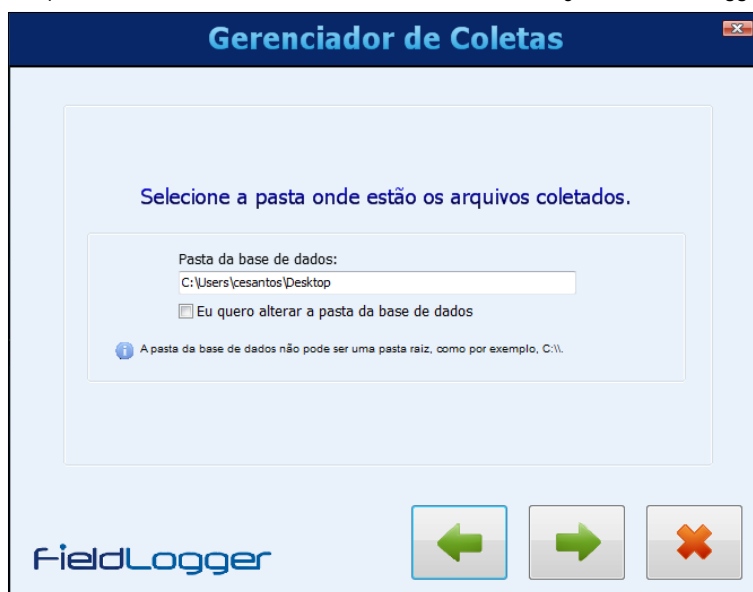 Gerenciador de Coletas
Selecione a pasta onde estão os arquivos coletados.
Pasta da base de dados:
C:\Users\cesantos\Desktop
Eu quero alterar a pasta da base de dados
A pasta da base de dados não pode ser uma pasta raiz, como por exemplo, C:\\.
FieldLogger